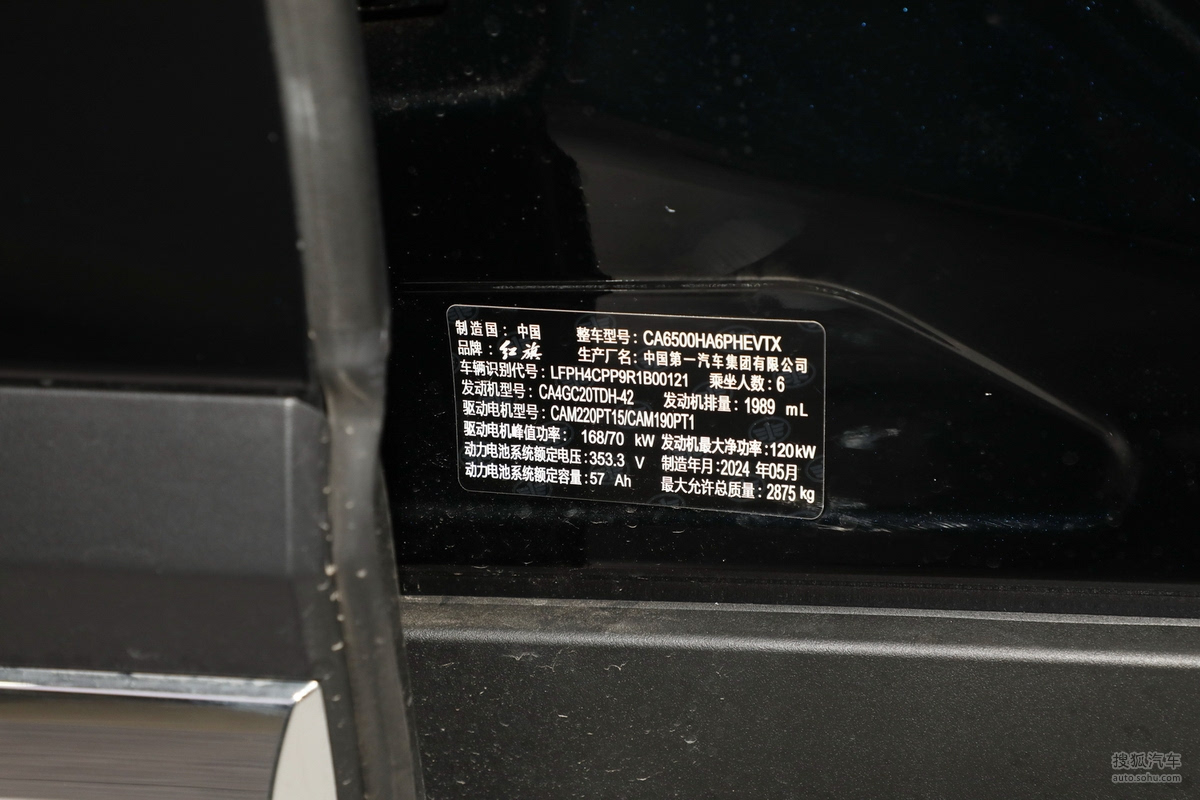 制造国：中国 整车型号：CA6500HA6PHEVTX
品牌：红旗 生产厂名：中国第一汽车集团有限公司
车辆识别代号：LFPH4CPP9R1B00121 乘坐人数：6
发动机型号：CA4GC20TDH-42 发动机排量：1989 mL
驱动电机型号：CAM220PT15/CAM190PT1
驱动电机峰值功率：168/70 kW 发动机最大净功率：120kW
动力电池系统额定电压：353.3 V 制造年月：2024 年05月
动力电池系统额定容量：57 Ah 最大允许总质量：2875 kg
搜狐汽车
auto.sohu.com